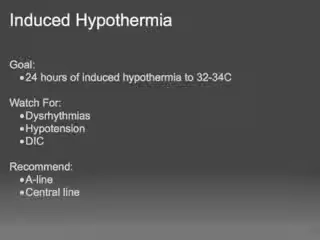 Induced Hypothermia
Goal:
•24 hours of induced hypothermia to 32-34C
Watch For:
•Dysrhythmias
•Hypotension
•DIC
Recommend:
•A-line
•Central line